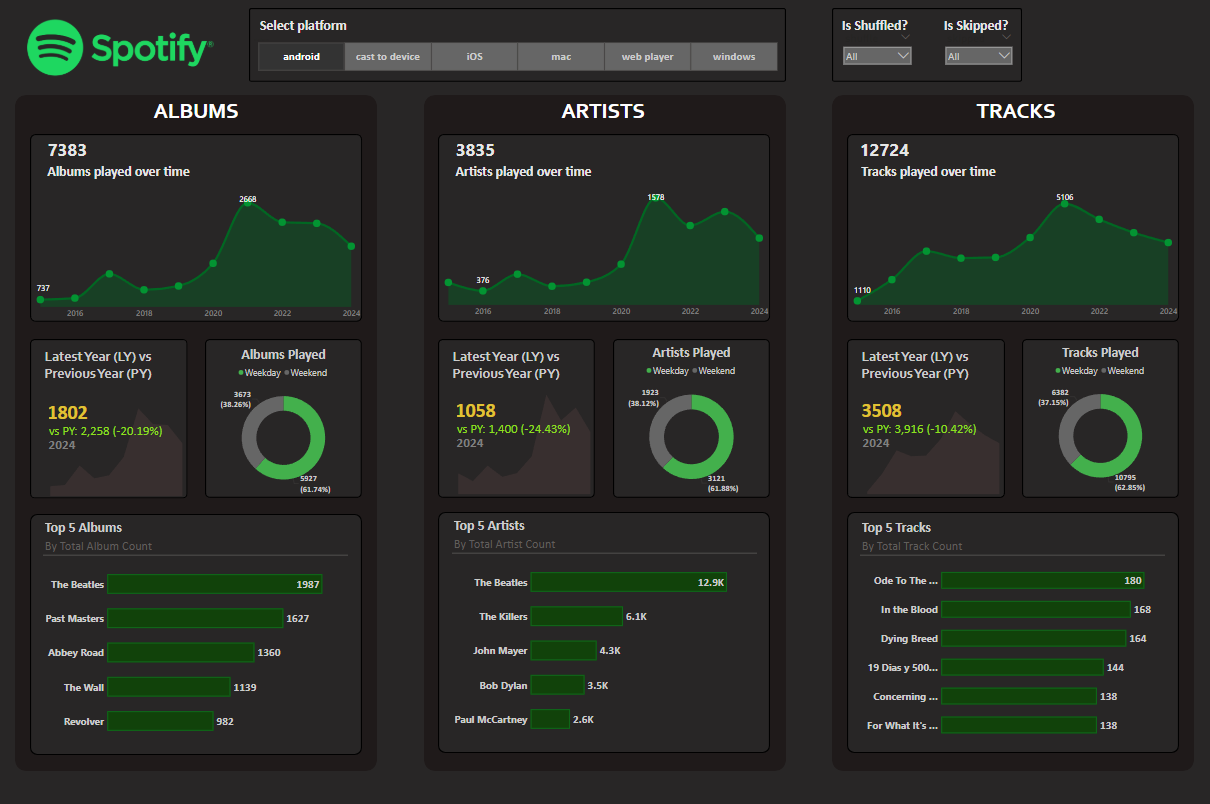 Spotify®
Select platform
android
cast to device
iOS
mac
web player
windows
Is Shuffled?
All
Is Skipped?
All
ALBUMS
7383
Albums played over time
2668
737
2016 2018 2020 2022 2024
Latest Year (LY) vs
Previous Year (PY)
1802
vs PY: 2,258 (-20.19%)
2024
Albums Played
Weekday Weekend
3673
(38.26%)
5927
(61.74%)
Top 5 Albums
By Total Album Count
The Beatles 1987
Past Masters 1627
Abbey Road 1360
The Wall 1139
Revolver 982
ARTISTS
3835
Artists played over time
1578
376
2016 2018 2020 2022 2024
Latest Year (LY) vs
Previous Year (PY)
1058
vs PY: 1,400 (-24.43%)
2024
Artists Played
Weekday Weekend
1923
(38.12%)
3121
(61.88%)
Top 5 Artists
By Total Artist Count
The Beatles 12.9K
The Killers 6.1K
John Mayer 4.3K
Bob Dylan 3.5K
Paul McCartney 2.6K
TRACKS
12724
Tracks played over time
5106
1110
2016 2018 2020 2022 2024
Latest Year (LY) vs
Previous Year (PY)
3508
vs PY: 3,916 (-10.42%)
2024
Tracks Played
Weekday Weekend
6382
(37.15%)
10795
(62.85%)
Top 5 Tracks
By Total Track Count
Ode To The ... 180
In the Blood 168
Dying Breed 164
19 Dias y 500... 144
Concerning ... 138
For What It's ... 138